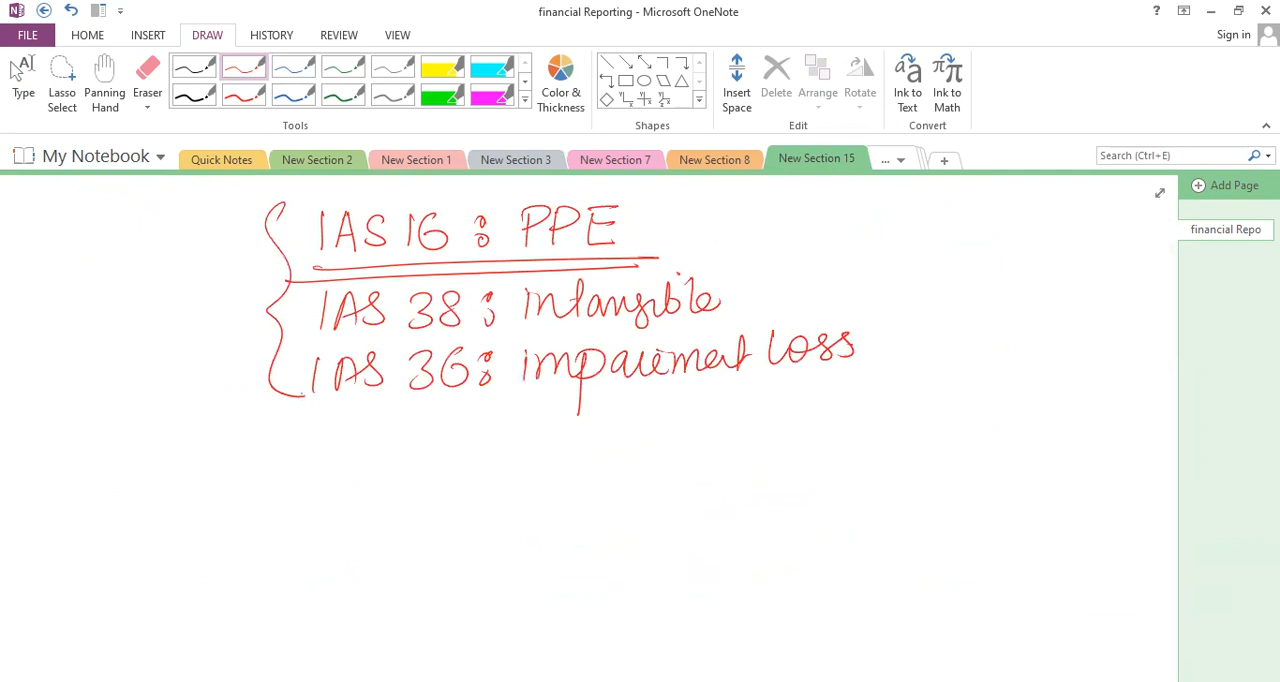 financial Reporting - Microsoft OneNote
?
Sign in
FILE HOME INSERT DRAW HISTORY REVIEW VIEW
Type
Lasso Select
Panning Hand
Eraser
Color & Thickness
Insert Space
Delete
Arrange
Rotate
Ink to Text
Ink to Math
Tools Shapes Edit Convert
My Notebook Quick Notes New Section 2 New Section 1 New Section 3 New Section 7 New Section 8 New Section 15 ... Search (Ctrl+E)
Add Page
financial Repo
IAS 16 : PPE
IAS 38 : intangible
IAS 36 : impairement Loss